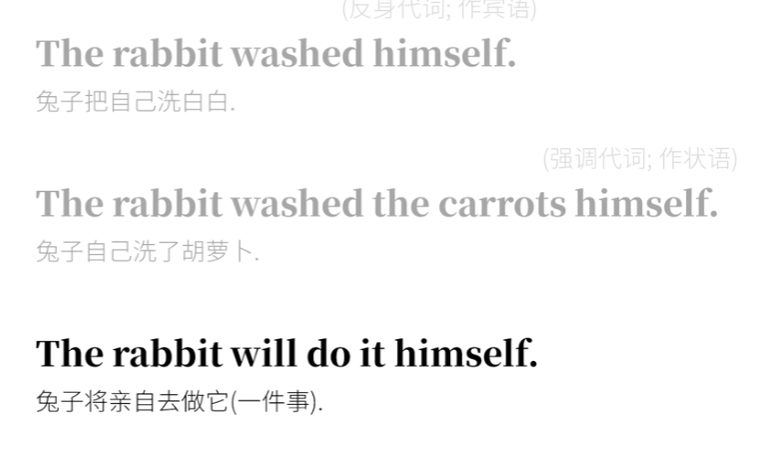 (反身代词; 作宾语)
The rabbit washed himself.
兔子把自己洗白白.
(强调代词; 作状语)
The rabbit washed the carrots himself.
兔子自己洗了胡萝卜.
The rabbit will do it himself.
兔子将亲自去做它(一件事).